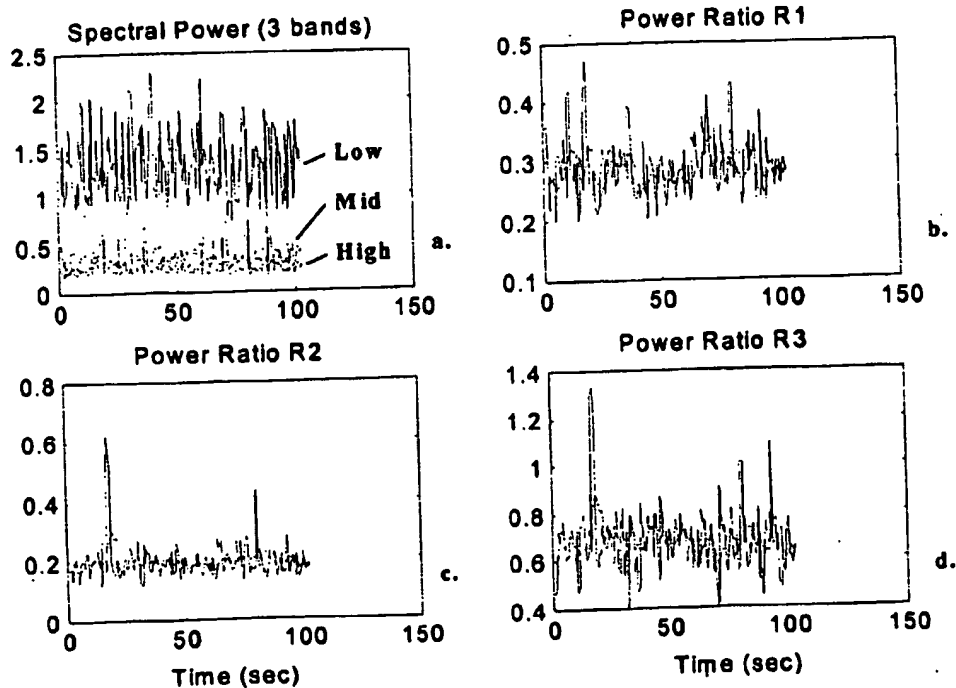 Spectral Power (3 bands)
2.5
2
1.5
1
0.5
0
0
50
100
150
Low
Mid
High
a.
Power Ratio R1
0.5
0.4
0.3
0.2
0.1
0
50
100
150
b.
Power Ratio R2
0.8
0.6
0.4
0.2
0
0
50
100
150
Time (sec)
c.
Power Ratio R3
1.4
1.2
1
0.8
0.6
0.4
0
50
100
150
Time (sec)
d.